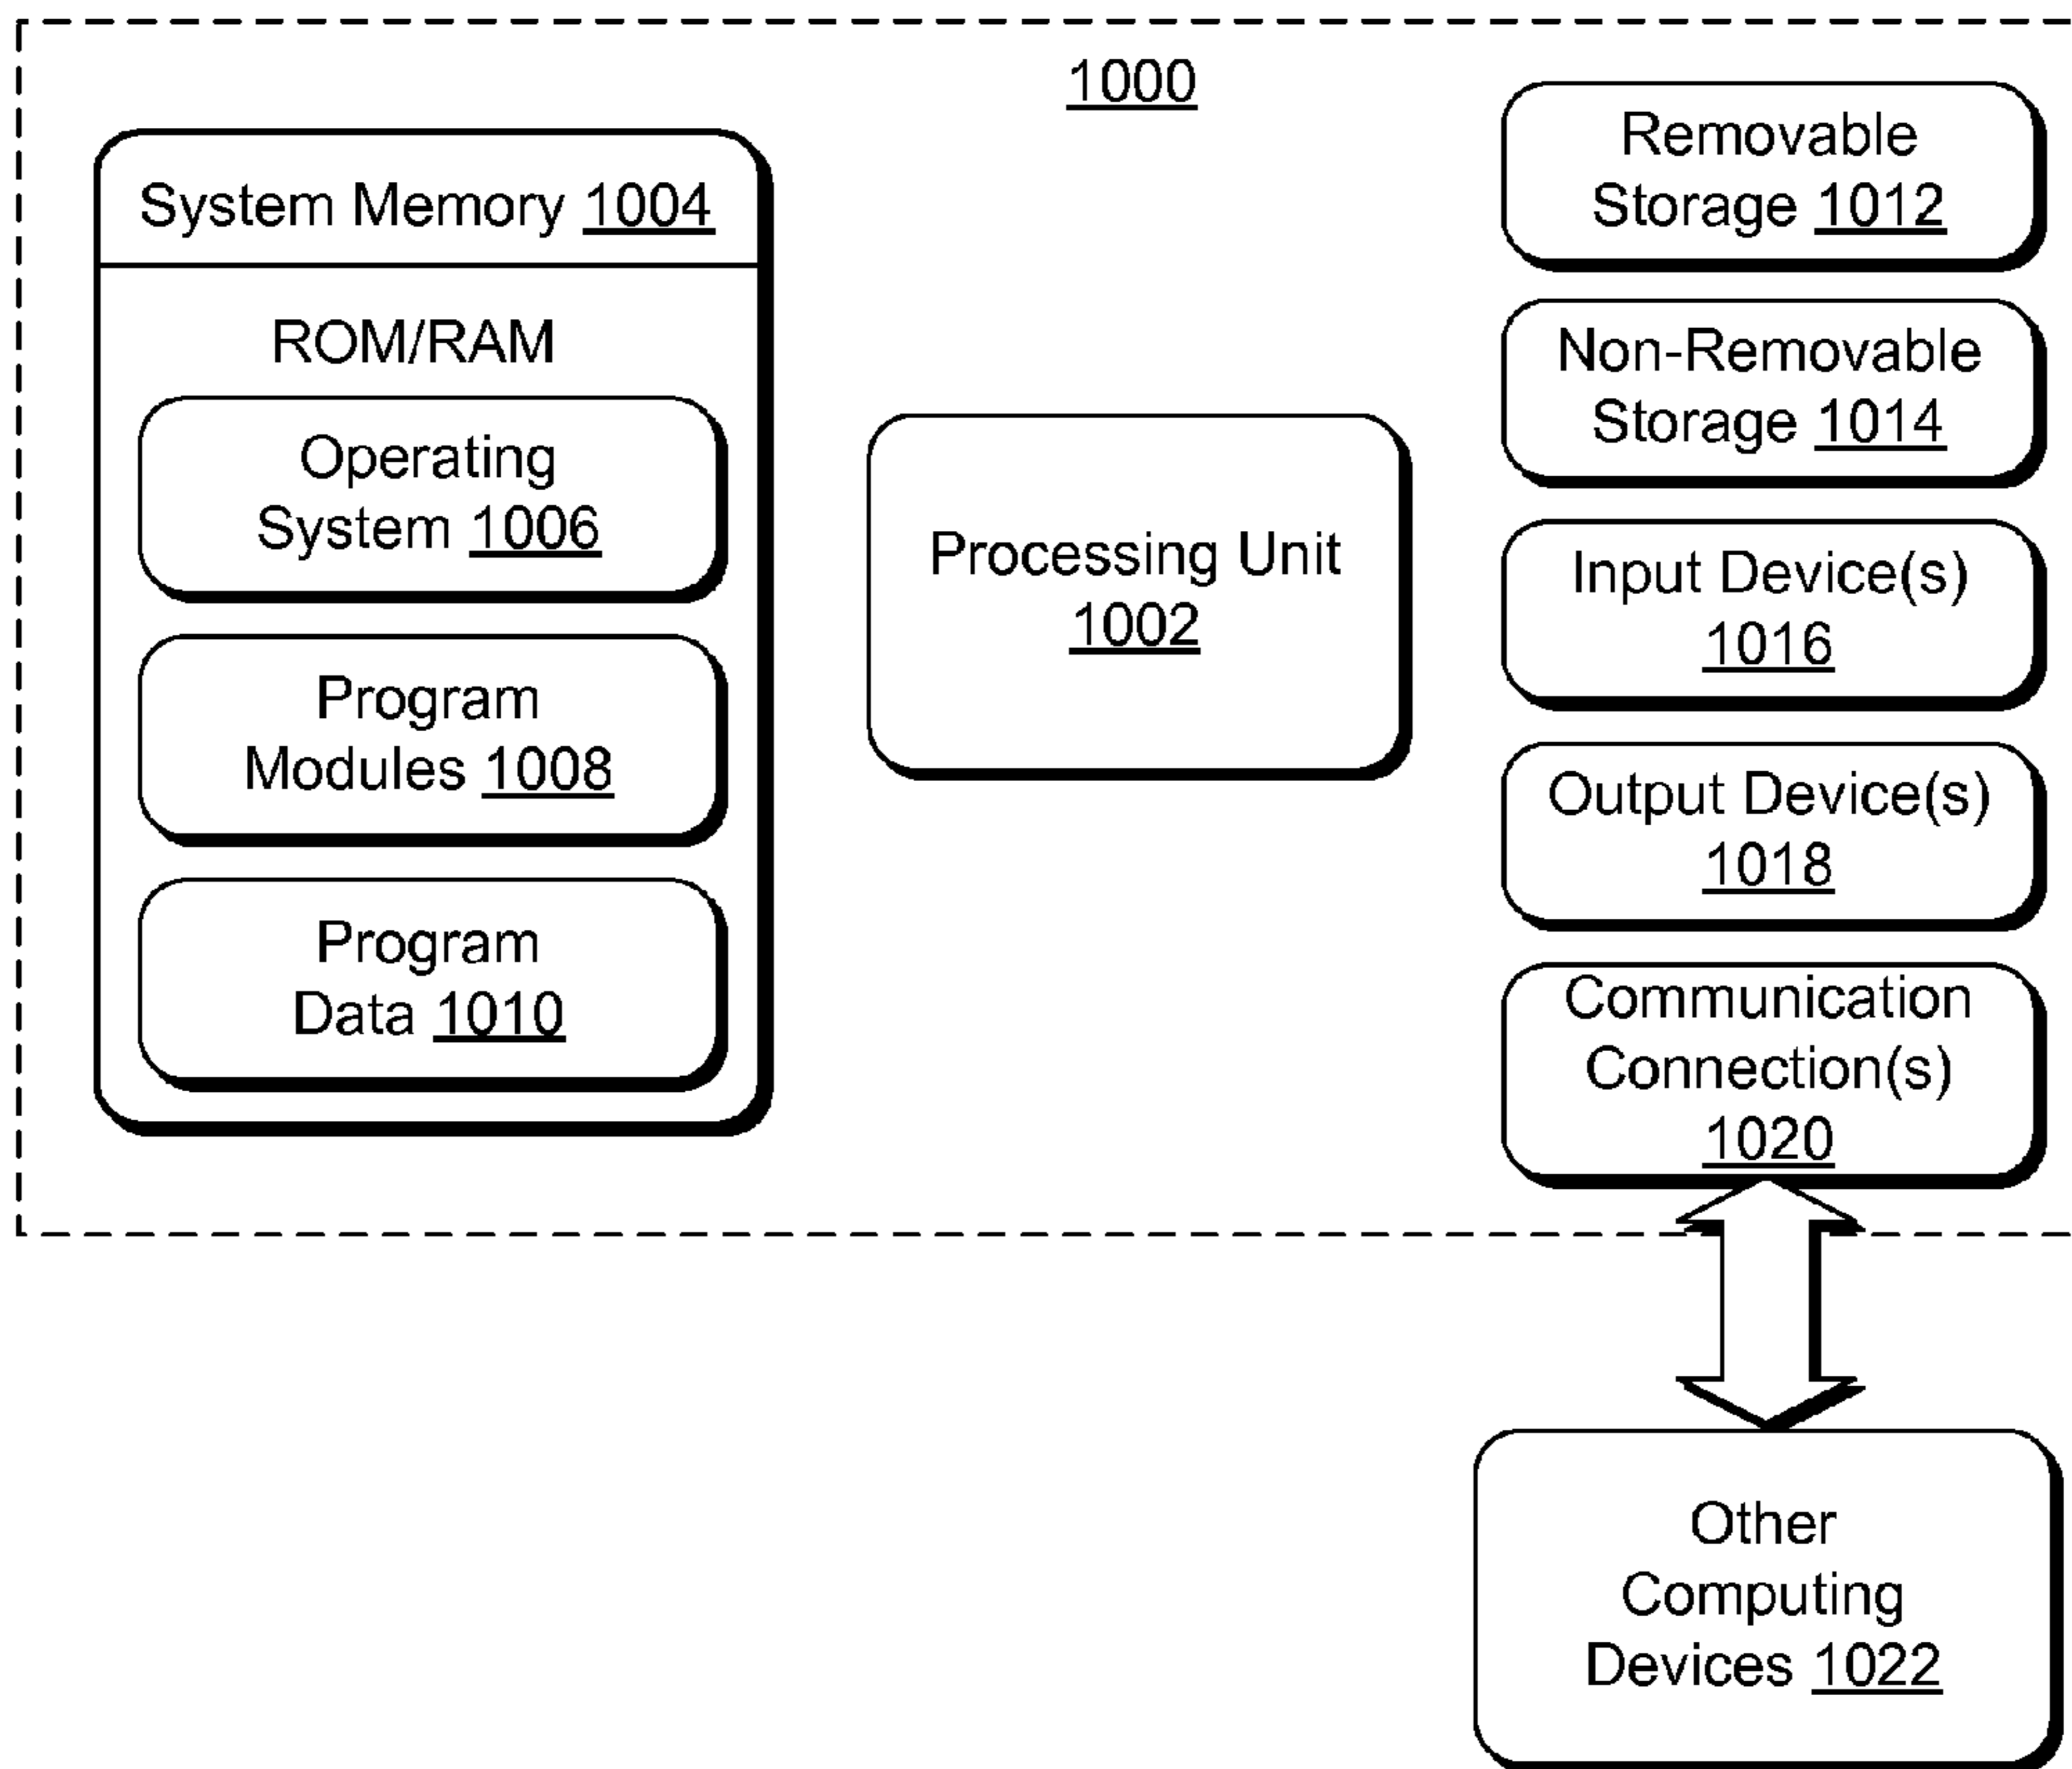 1000
System Memory 1004
ROM/RAM
Operating
System 1006
Program
Modules 1008
Program
Data 1010
Processing Unit
1002
Removable
Storage 1012
Non-Removable
Storage 1014
Input Device(s)
1016
Output Device(s)
1018
Communication
Connection(s)
1020
Other
Computing
Devices 1022